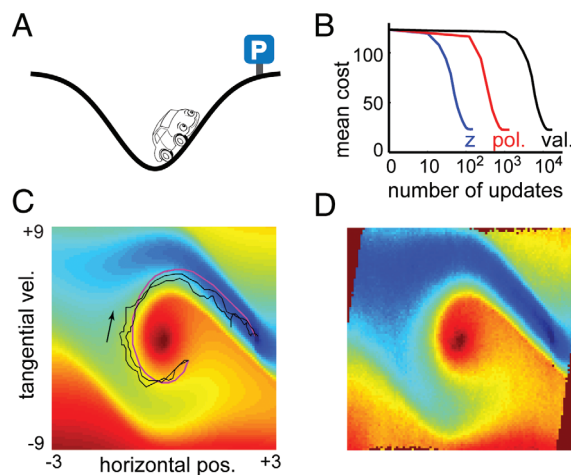 A
P
B
mean cost
100
50
0
z
pol.
val.
0
10
10²
10³
10⁴
number of updates
C
+9
tangential vel.
-9
-3
horizontal pos.
+3
D